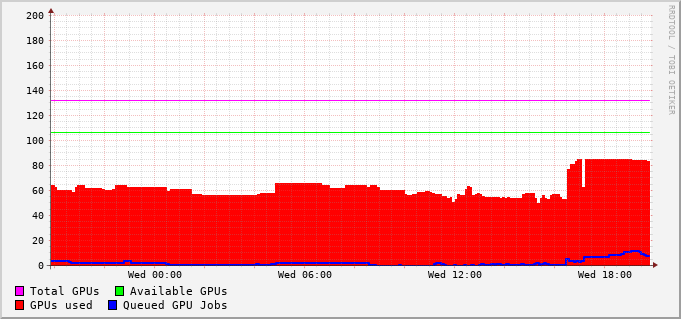 200
180
160
140
120
100
80
60
40
20
0
Wed 00:00 Wed 06:00 Wed 12:00 Wed 18:00
Total GPUs Available GPUs
GPUs used Queued GPU Jobs
RRDTOOL / TOBI OETIKER